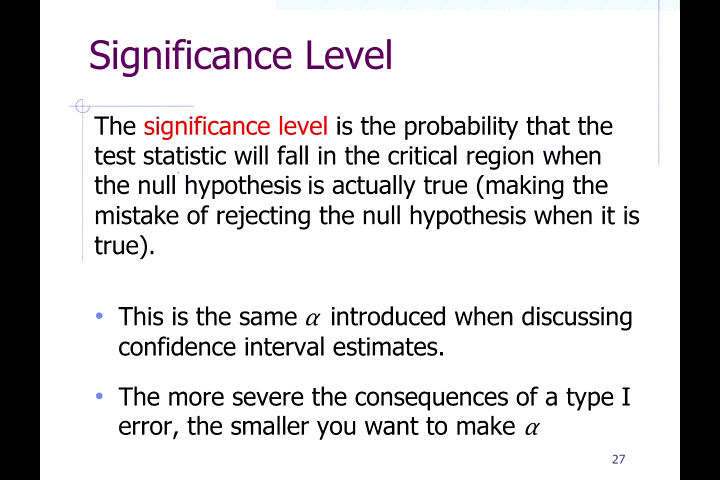 Significance Level
The significance level is the probability that the
test statistic will fall in the critical region when
the null hypothesis is actually true (making the
mistake of rejecting the null hypothesis when it is
true).
• This is the same α introduced when discussing
confidence interval estimates.
• The more severe the consequences of a type I
error, the smaller you want to make α
27